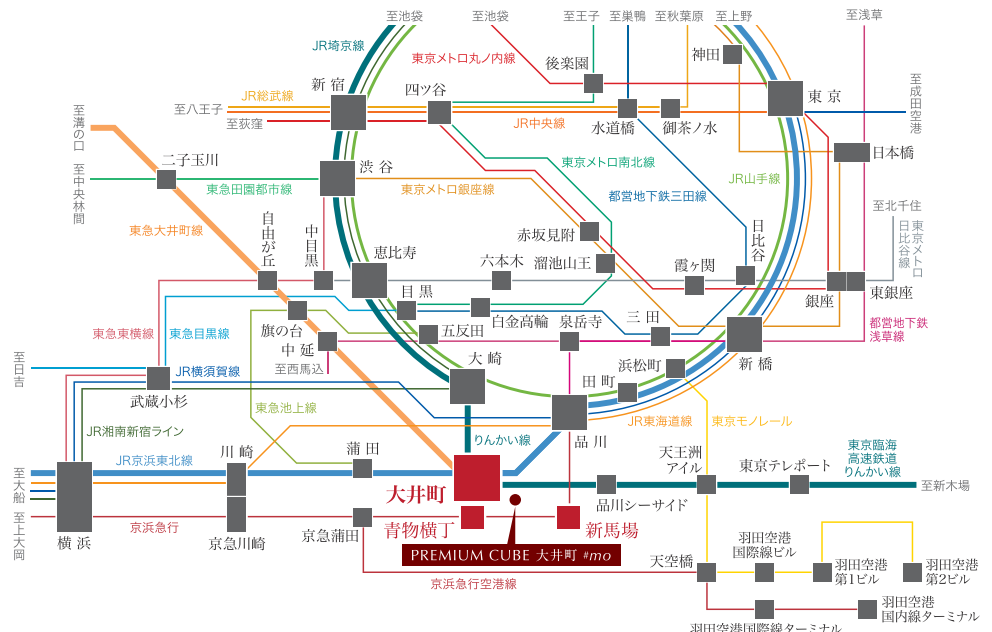 至池袋
至池袋
至王子
至巣鴨
至秋葉原
至上野
至浅草
JR埼京線
東京メトロ丸ノ内線
後楽園
神田
新宿
四ツ谷
東京
至成田空港
JR総武線
至八王子
至荻窪
JR中央線
水道橋
御茶ノ水
至溝の口
二子玉川
渋谷
東京メトロ南北線
日本橋
至中央林間
東急田園都市線
東京メトロ銀座線
都営地下鉄三田線
JR山手線
東急大井町線
自由が丘
中目黒
恵比寿
赤坂見附
六本木
溜池山王
霞ヶ関
日比谷
至北千住
東京メトロ
日比谷線
目黒
白金高輪
泉岳寺
三田
銀座
東銀座
旗の台
五反田
東急東横線
東急目黒線
中延
至西馬込
大崎
浜松町
新橋
都営地下鉄
浅草線
至日吉
武蔵小杉
JR横須賀線
田町
東急池上線
JR東海道線
東京モノレール
JR湘南新宿ライン
りんかい線
品川
川崎
蒲田
JR京浜東北線
天王洲
アイル
東京テレポート
東京臨海
高速鉄道
りんかい線
至大船
大井町
品川シーサイド
至新木場
至上大岡
横浜
京浜急行
京急川崎
京急蒲田
青物横丁
新馬場
PREMIUM CUBE 大井町 #mo
京浜急行空港線
天空橋
羽田空港
国際線ビル
羽田空港
第1ビル
羽田空港
第2ビル
羽田空港
国内線ターミナル
羽田空港国際線ターミナル